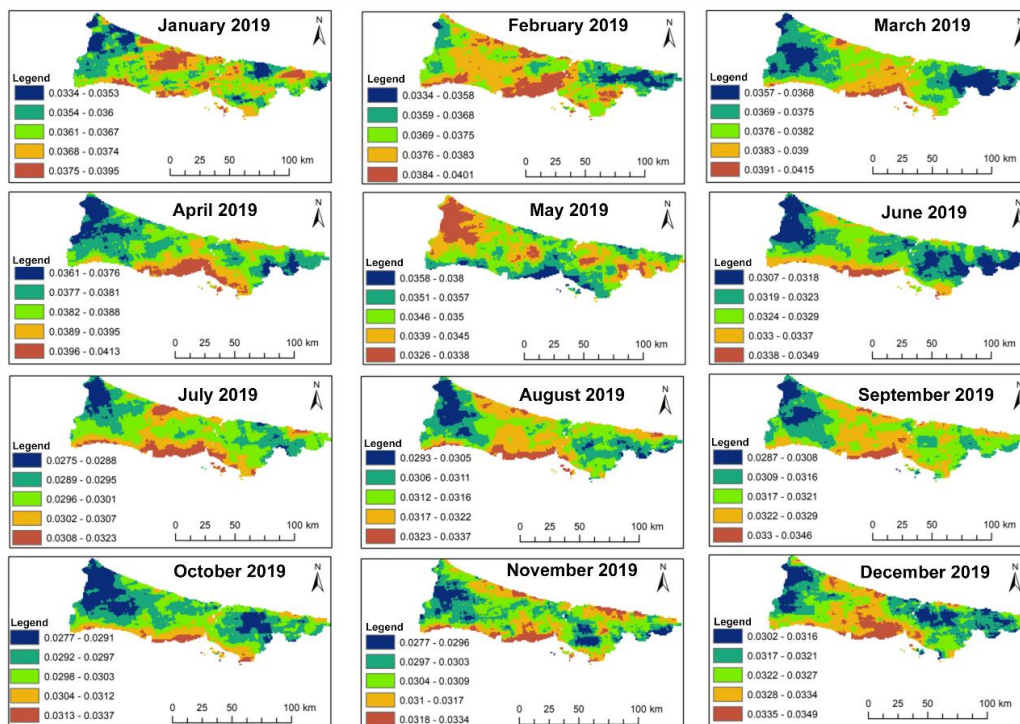 January 2019
N
Legend
0.0334 - 0.0353
0.0354 - 0.036
0.0361 - 0.0367
0.0368 - 0.0374
0.0375 - 0.0395
0 25 50 100 km
February 2019
N
Legend
0.0334 - 0.0358
0.0359 - 0.0368
0.0369 - 0.0375
0.0376 - 0.0383
0.0384 - 0.0401
0 25 50 100 km
March 2019
N
Legend
0.0357 - 0.0368
0.0369 - 0.0375
0.0376 - 0.0382
0.0383 - 0.039
0.0391 - 0.0415
0 25 50 100 km
April 2019
N
Legend
0.0361 - 0.0376
0.0377 - 0.0381
0.0382 - 0.0388
0.0389 - 0.0395
0.0396 - 0.0413
0 25 50 100 km
May 2019
N
Legend
0.0358 - 0.038
0.0351 - 0.0357
0.0346 - 0.035
0.0339 - 0.0345
0.0326 - 0.0338
0 25 50 100 km
June 2019
N
Legend
0.0307 - 0.0318
0.0319 - 0.0323
0.0324 - 0.0329
0.033 - 0.0337
0.0338 - 0.0349
0 25 50 100 km
July 2019
N
Legend
0.0275 - 0.0288
0.0289 - 0.0295
0.0296 - 0.0301
0.0302 - 0.0307
0.0308 - 0.0323
0 25 50 100 km
August 2019
N
Legend
0.0293 - 0.0305
0.0306 - 0.0311
0.0312 - 0.0316
0.0317 - 0.0322
0.0323 - 0.0337
0 25 50 100 km
September 2019
N
Legend
0.0287 - 0.0308
0.0309 - 0.0316
0.0317 - 0.0321
0.0322 - 0.0329
0.033 - 0.0346
0 25 50 100 km
October 2019
N
Legend
0.0277 - 0.0291
0.0292 - 0.0297
0.0298 - 0.0303
0.0304 - 0.0312
0.0313 - 0.0337
0 25 50 100 km
November 2019
N
Legend
0.0277 - 0.0296
0.0297 - 0.0303
0.0304 - 0.0309
0.031 - 0.0317
0.0318 - 0.0334
0 25 50 100 km
December 2019
N
Legend
0.0302 - 0.0316
0.0317 - 0.0321
0.0322 - 0.0327
0.0328 - 0.0334
0.0335 - 0.0349
0 25 50 100 km